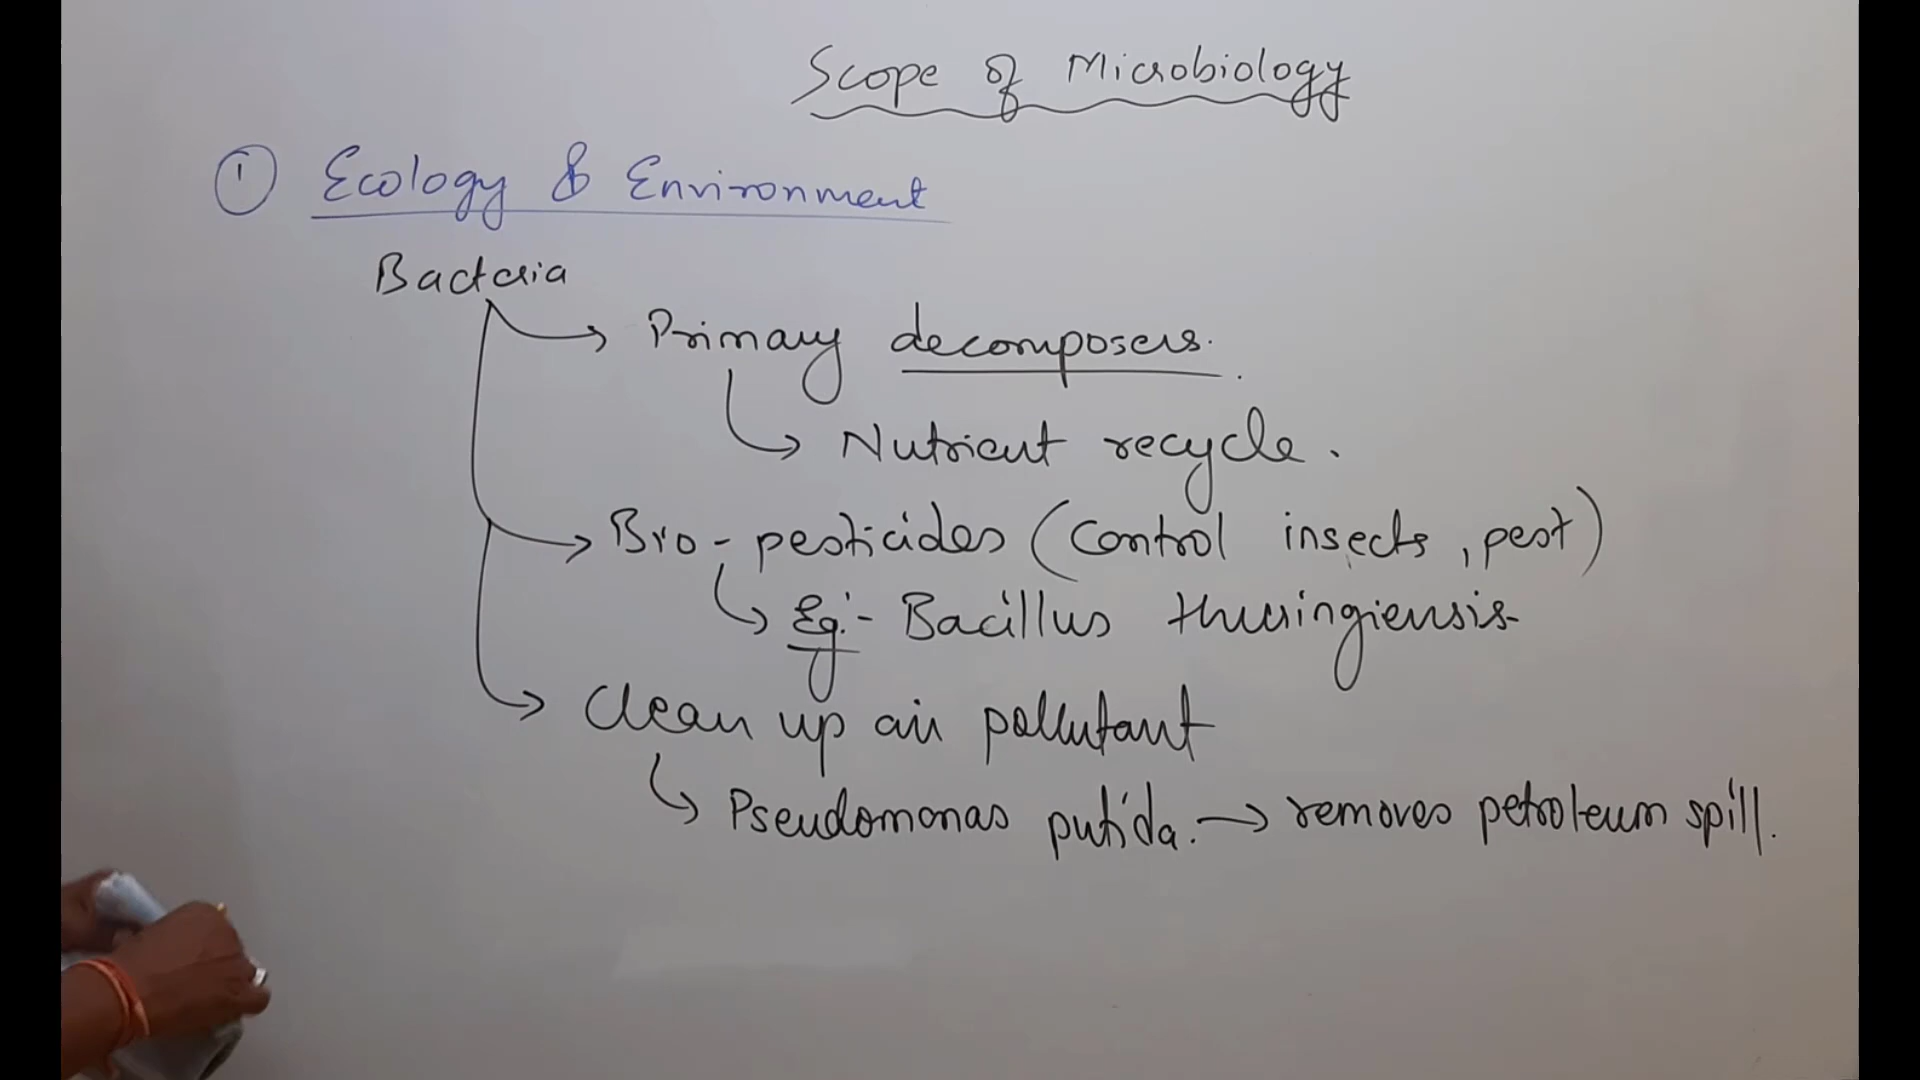 Scope of Microbiology
① Ecology & Environment
Bacteria
→ Primary decomposers.
↳ Nutrient recycle.
→ Bio-pesticides (Control insects, pest)
↳ Eg:- Bacillus thuringiensis
→ Clean up air pollutant
↳ Pseudomonas putida. → removes petroleum spill.